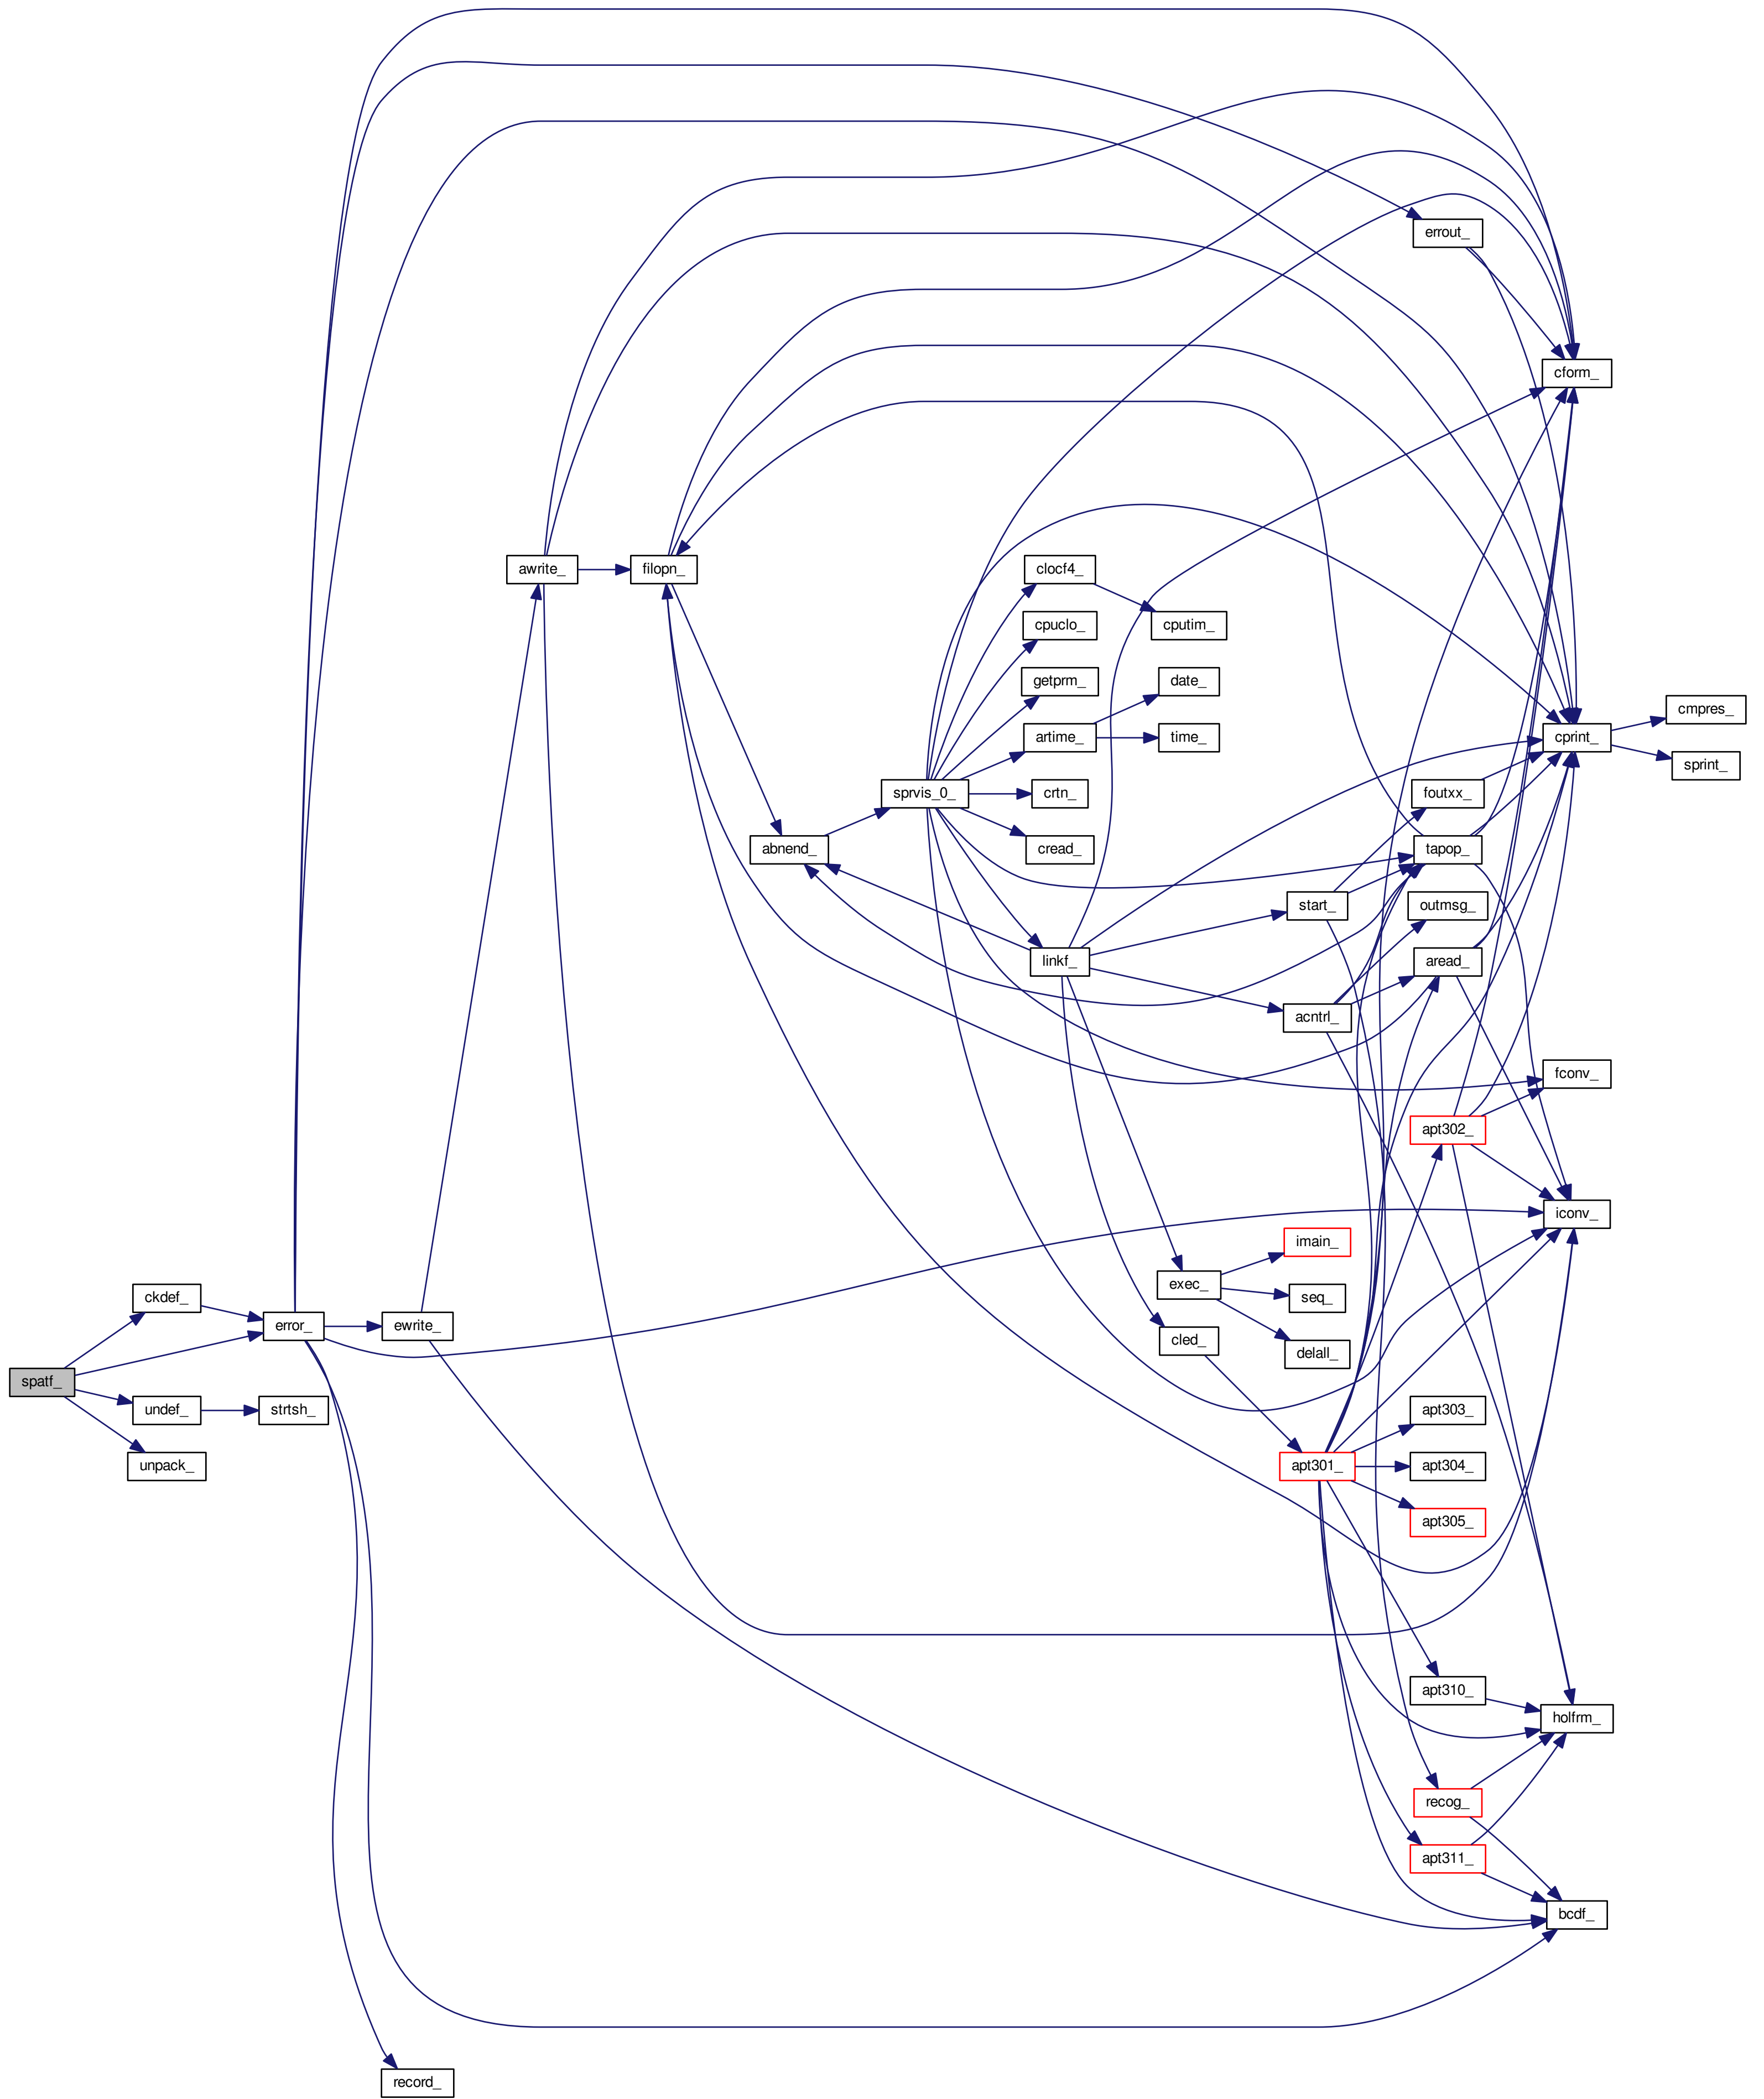 errout_
cform_
awrite_
filopn_
clocf4_
cpuclo_
cputim_
getprm_
date_
cmpres_
artime_
time_
cprint_
sprint_
sprvis_0_
crtn_
foutxx_
abnend_
cread_
tapop_
start_
outmsg_
linkf_
aread_
acntrl_
fconv_
apt302_
iconv_
imain_
exec_
seq_
ckdef_
error_
ewrite_
cled_
delall_
spatf_
undef_
strtsh_
apt303_
unpack_
apt301_
apt304_
apt305_
apt310_
holfrm_
recog_
apt311_
bcdf_
record_